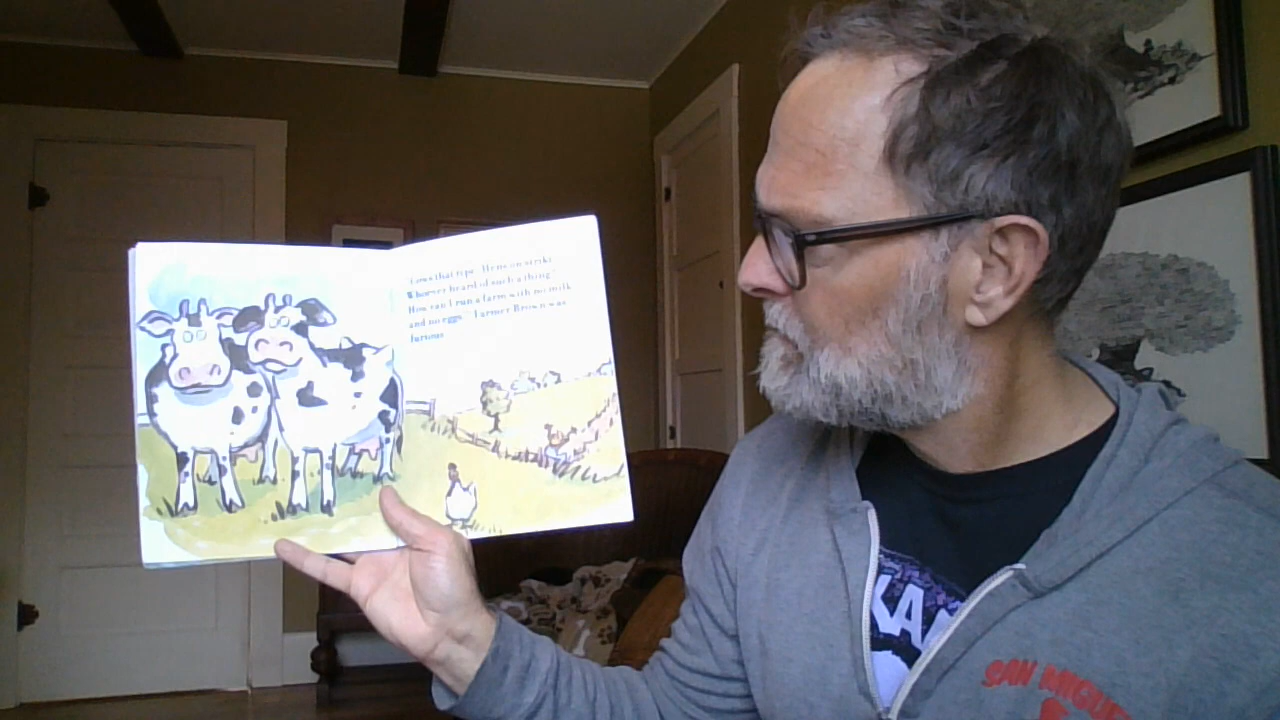 "Cows that type. Hens on strike.
Whoever heard of such a thing?
How can I run a farm with no milk
and no eggs." Farmer Brown was
furious.
KAN
SAN MIGUE